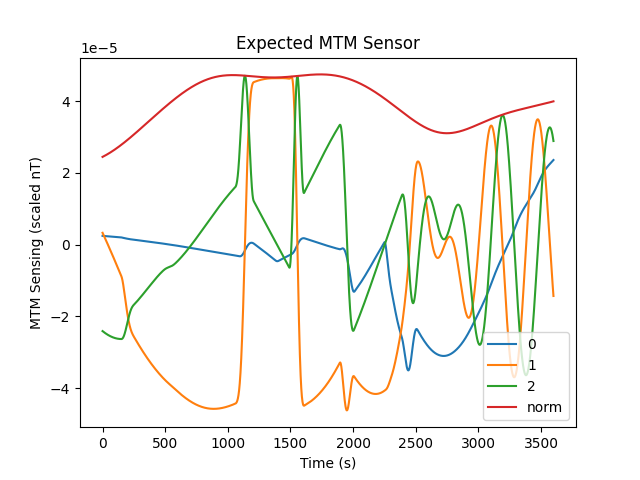 Expected MTM Sensor
1e−5
MTM Sensing (scaled nT)
4
2
0
−2
−4
0 500 1000 1500 2000 2500 3000 3500
Time (s)
0
1
2
norm